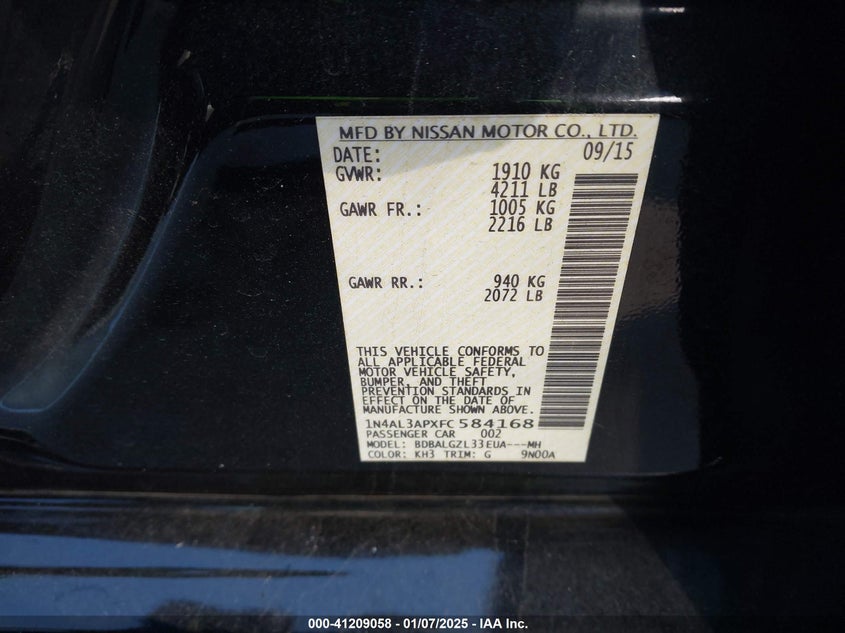 MFD BY NISSAN MOTOR CO., LTD.
DATE: 09/15
GVWR: 1910 KG
4211 LB
GAWR FR.: 1005 KG
2216 LB
GAWR RR.: 940 KG
2072 LB
THIS VEHICLE CONFORMS TO
ALL APPLICABLE FEDERAL
MOTOR VEHICLE SAFETY,
BUMPER, AND THEFT
PREVENTION STANDARDS IN
EFFECT ON THE DATE OF
MANUFACTURE SHOWN ABOVE.
1N4AL3APXFC584168
PASSENGER CAR 002
MODEL: BDBALGZL33EUA---MH
COLOR: KH3 TRIM: G 9N00A
000-41209058 - 01/07/2025 - IAA Inc.